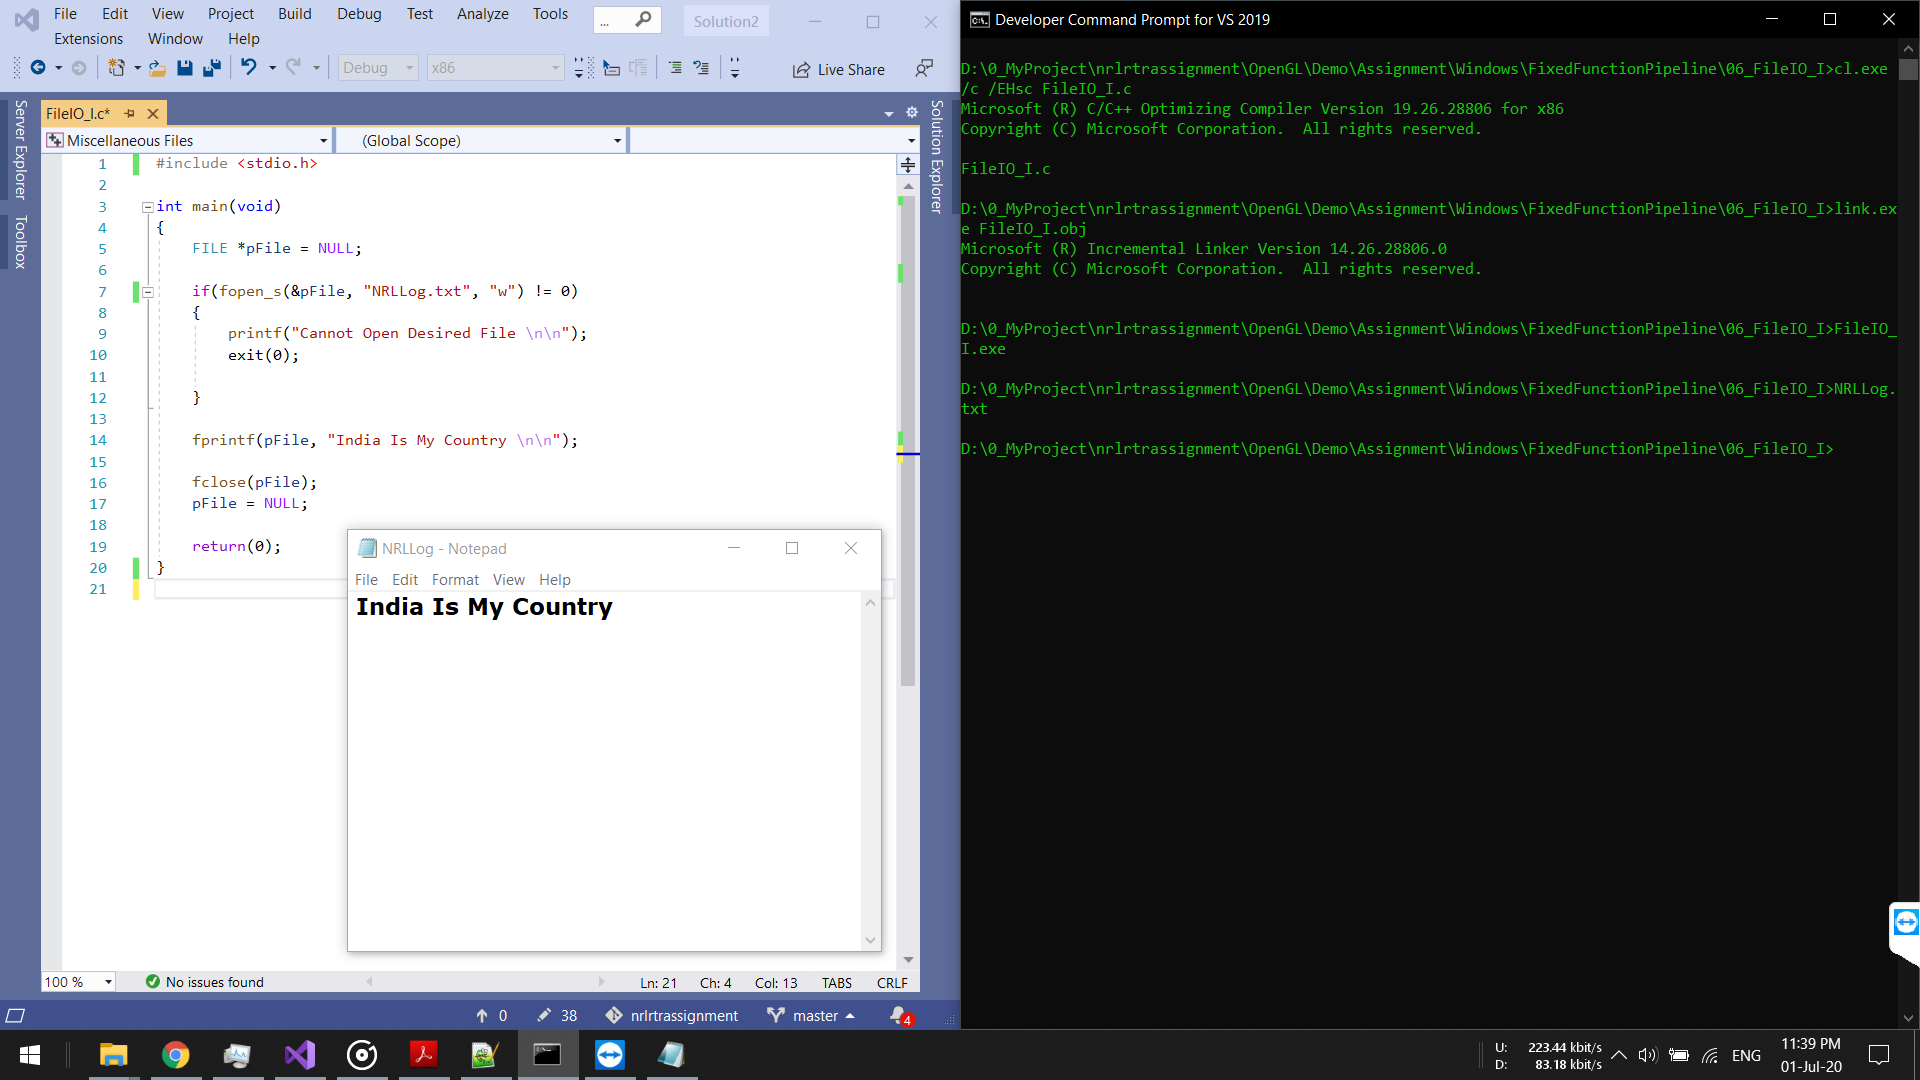 File Edit View Project Build Debug Test Analyze Tools ... Solution2
Extensions Window Help
Debug x86 Live Share
Server Explorer
Toolbox
FileIO_I.c*
Miscellaneous Files (Global Scope)
Solution Explorer
1 #include <stdio.h>
2
3 int main(void)
4 {
5 FILE *pFile = NULL;
6
7 if(fopen_s(&pFile, "NRLLog.txt", "w") != 0)
8 {
9 printf("Cannot Open Desired File \n\n");
10 exit(0);
11
12 }
13
14 fprintf(pFile, "India Is My Country \n\n");
15
16 fclose(pFile);
17 pFile = NULL;
18
19 return(0);
20 }
21
NRLLog - Notepad
File Edit Format View Help
India Is My Country
100 % No issues found Ln: 21 Ch: 4 Col: 13 TABS CRLF
0 38 nrlrtrassignment master 4
Developer Command Prompt for VS 2019
D:\0_MyProject\nrlrtrassignment\OpenGL\Demo\Assignment\Windows\FixedFunctionPipeline\06_FileIO_I>cl.exe
/c /EHsc FileIO_I.c
Microsoft (R) C/C++ Optimizing Compiler Version 19.26.28806 for x86
Copyright (C) Microsoft Corporation.  All rights reserved.
FileIO_I.c
D:\0_MyProject\nrlrtrassignment\OpenGL\Demo\Assignment\Windows\FixedFunctionPipeline\06_FileIO_I>link.ex
e FileIO_I.obj
Microsoft (R) Incremental Linker Version 14.26.28806.0
Copyright (C) Microsoft Corporation.  All rights reserved.
D:\0_MyProject\nrlrtrassignment\OpenGL\Demo\Assignment\Windows\FixedFunctionPipeline\06_FileIO_I>FileIO_
I.exe
D:\0_MyProject\nrlrtrassignment\OpenGL\Demo\Assignment\Windows\FixedFunctionPipeline\06_FileIO_I>NRLLog.
txt
D:\0_MyProject\nrlrtrassignment\OpenGL\Demo\Assignment\Windows\FixedFunctionPipeline\06_FileIO_I>
U: 223.44 kbit/s
D: 83.18 kbit/s
ENG
11:39 PM
01-Jul-20